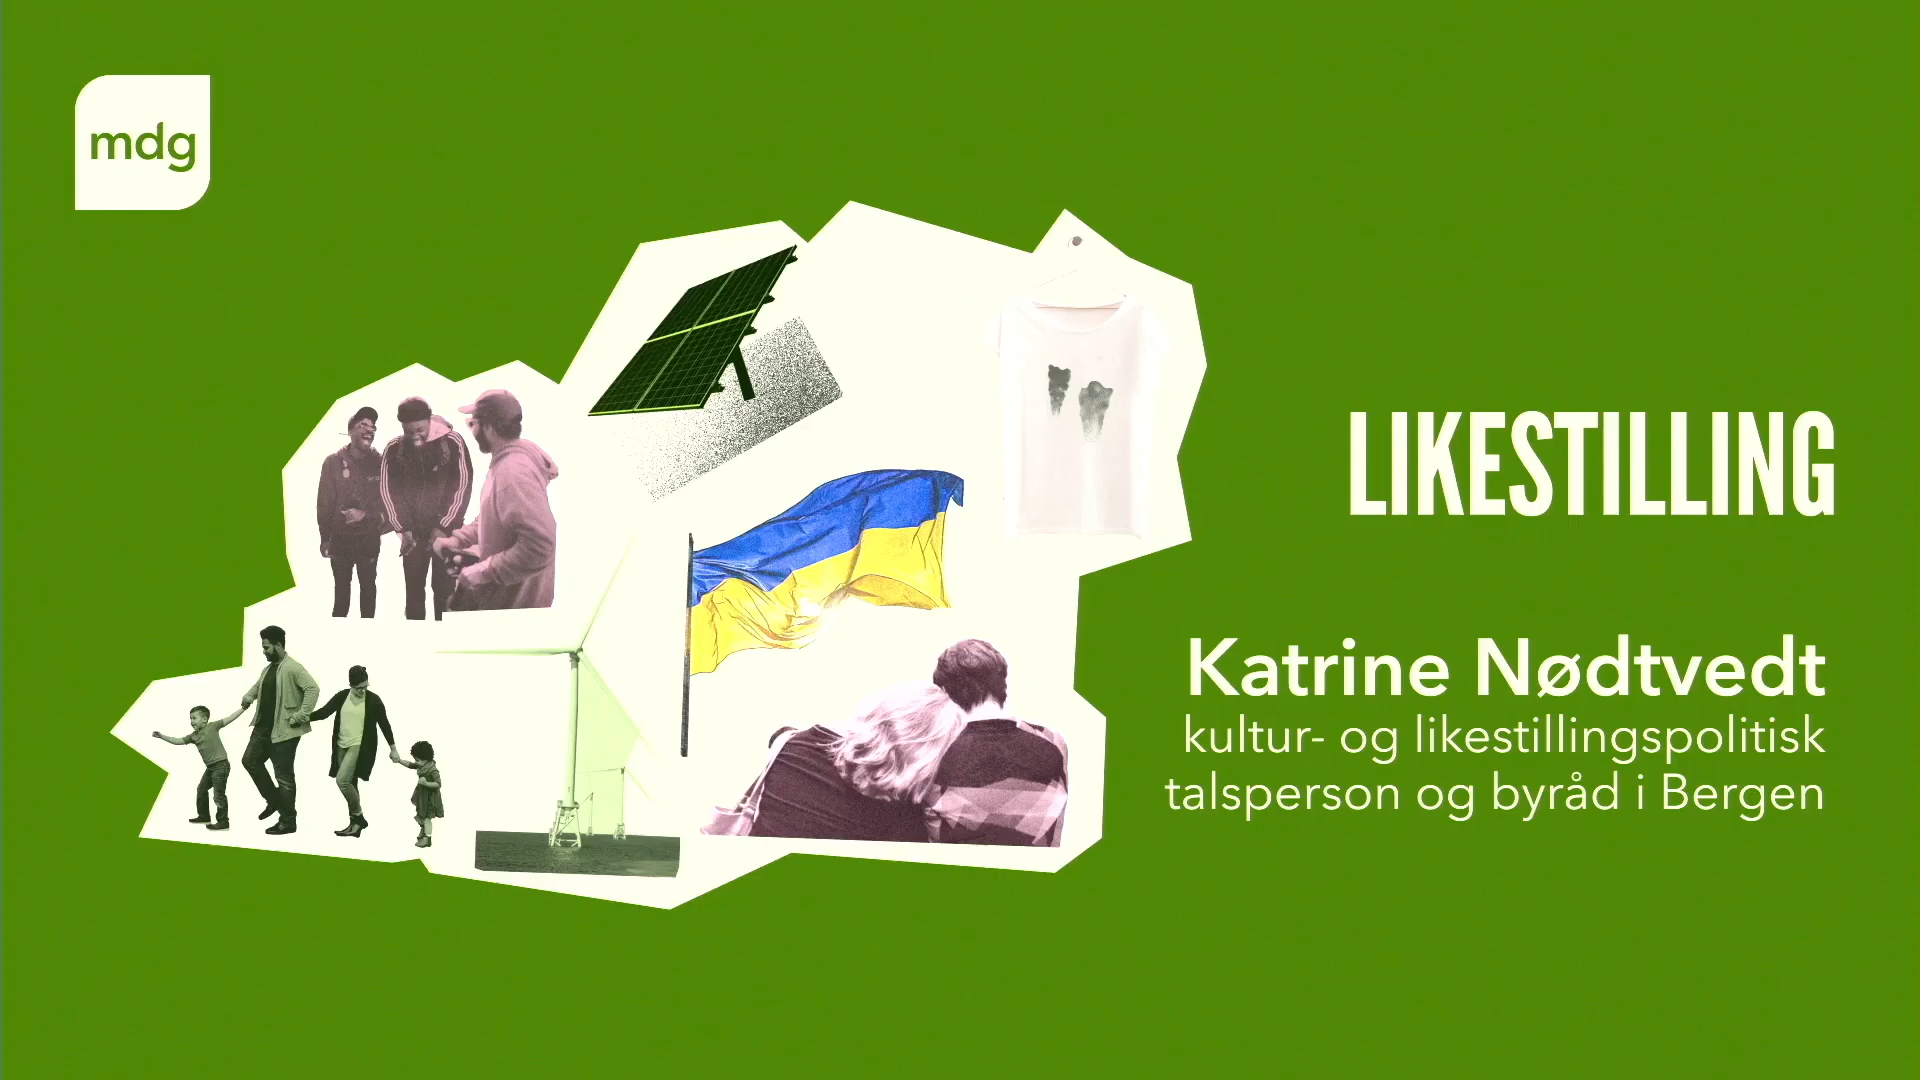 mdg
LIKESTILLING
Katrine Nødtvedt
kultur- og likestillingspolitisk
talsperson og byråd i Bergen